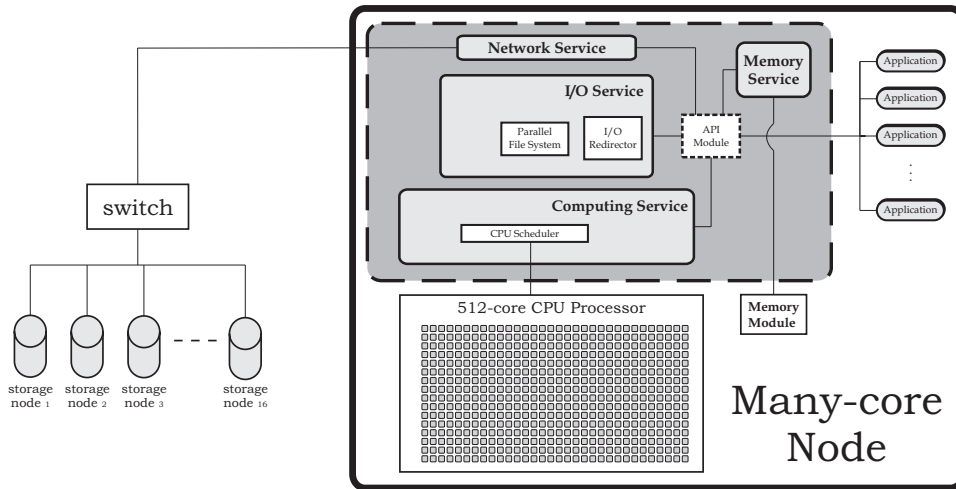 Network Service
Memory
Service
I/O Service
Parallel
File System
I/O
Redirector
API
Module
Computing Service
CPU Scheduler
512-core CPU Processor
Memory
Module
Many-core
Node
Application
Application
Application
Application
switch
storage
node 1
storage
node 2
storage
node 3
storage
node 16